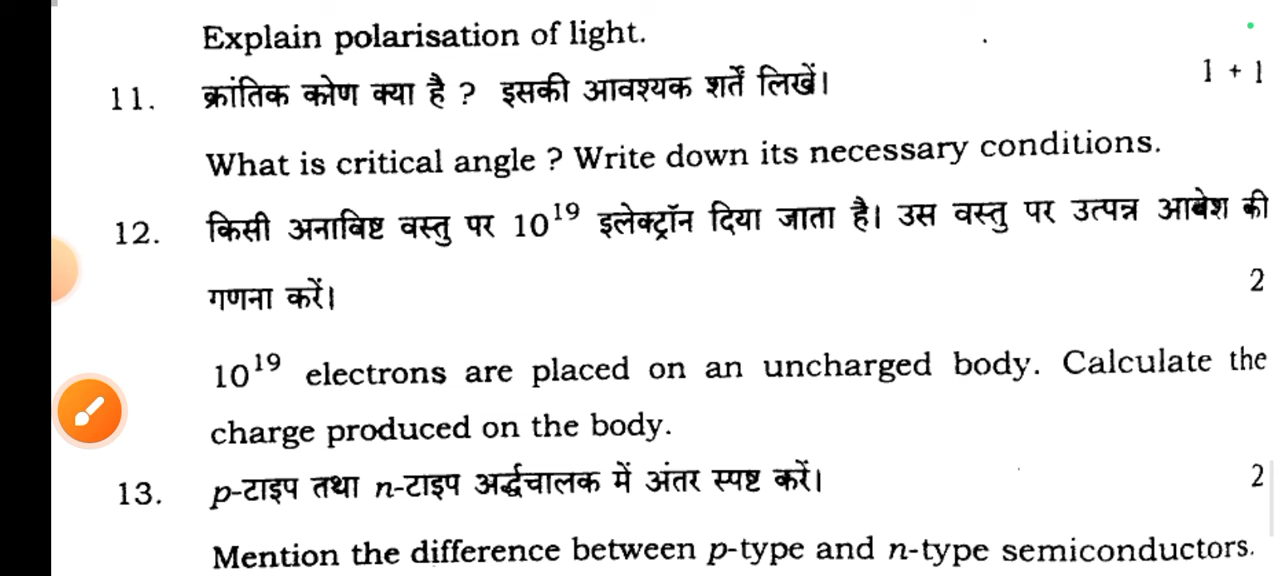 Explain polarisation of light.
11. क्रांतिक कोण क्या है ? इसकी आवश्यक शर्तें लिखें। 1 + 1
What is critical angle ? Write down its necessary conditions.
12. किसी अनाविष्ट वस्तु पर 10¹⁹ इलेक्ट्रॉन दिया जाता है। उस वस्तु पर उत्पन्न आवेश की
गणना करें। 2
10¹⁹ electrons are placed on an uncharged body. Calculate the
charge produced on the body.
13. p-टाइप तथा n-टाइप अर्द्धचालक में अंतर स्पष्ट करें। 2
Mention the difference between p-type and n-type semiconductors.